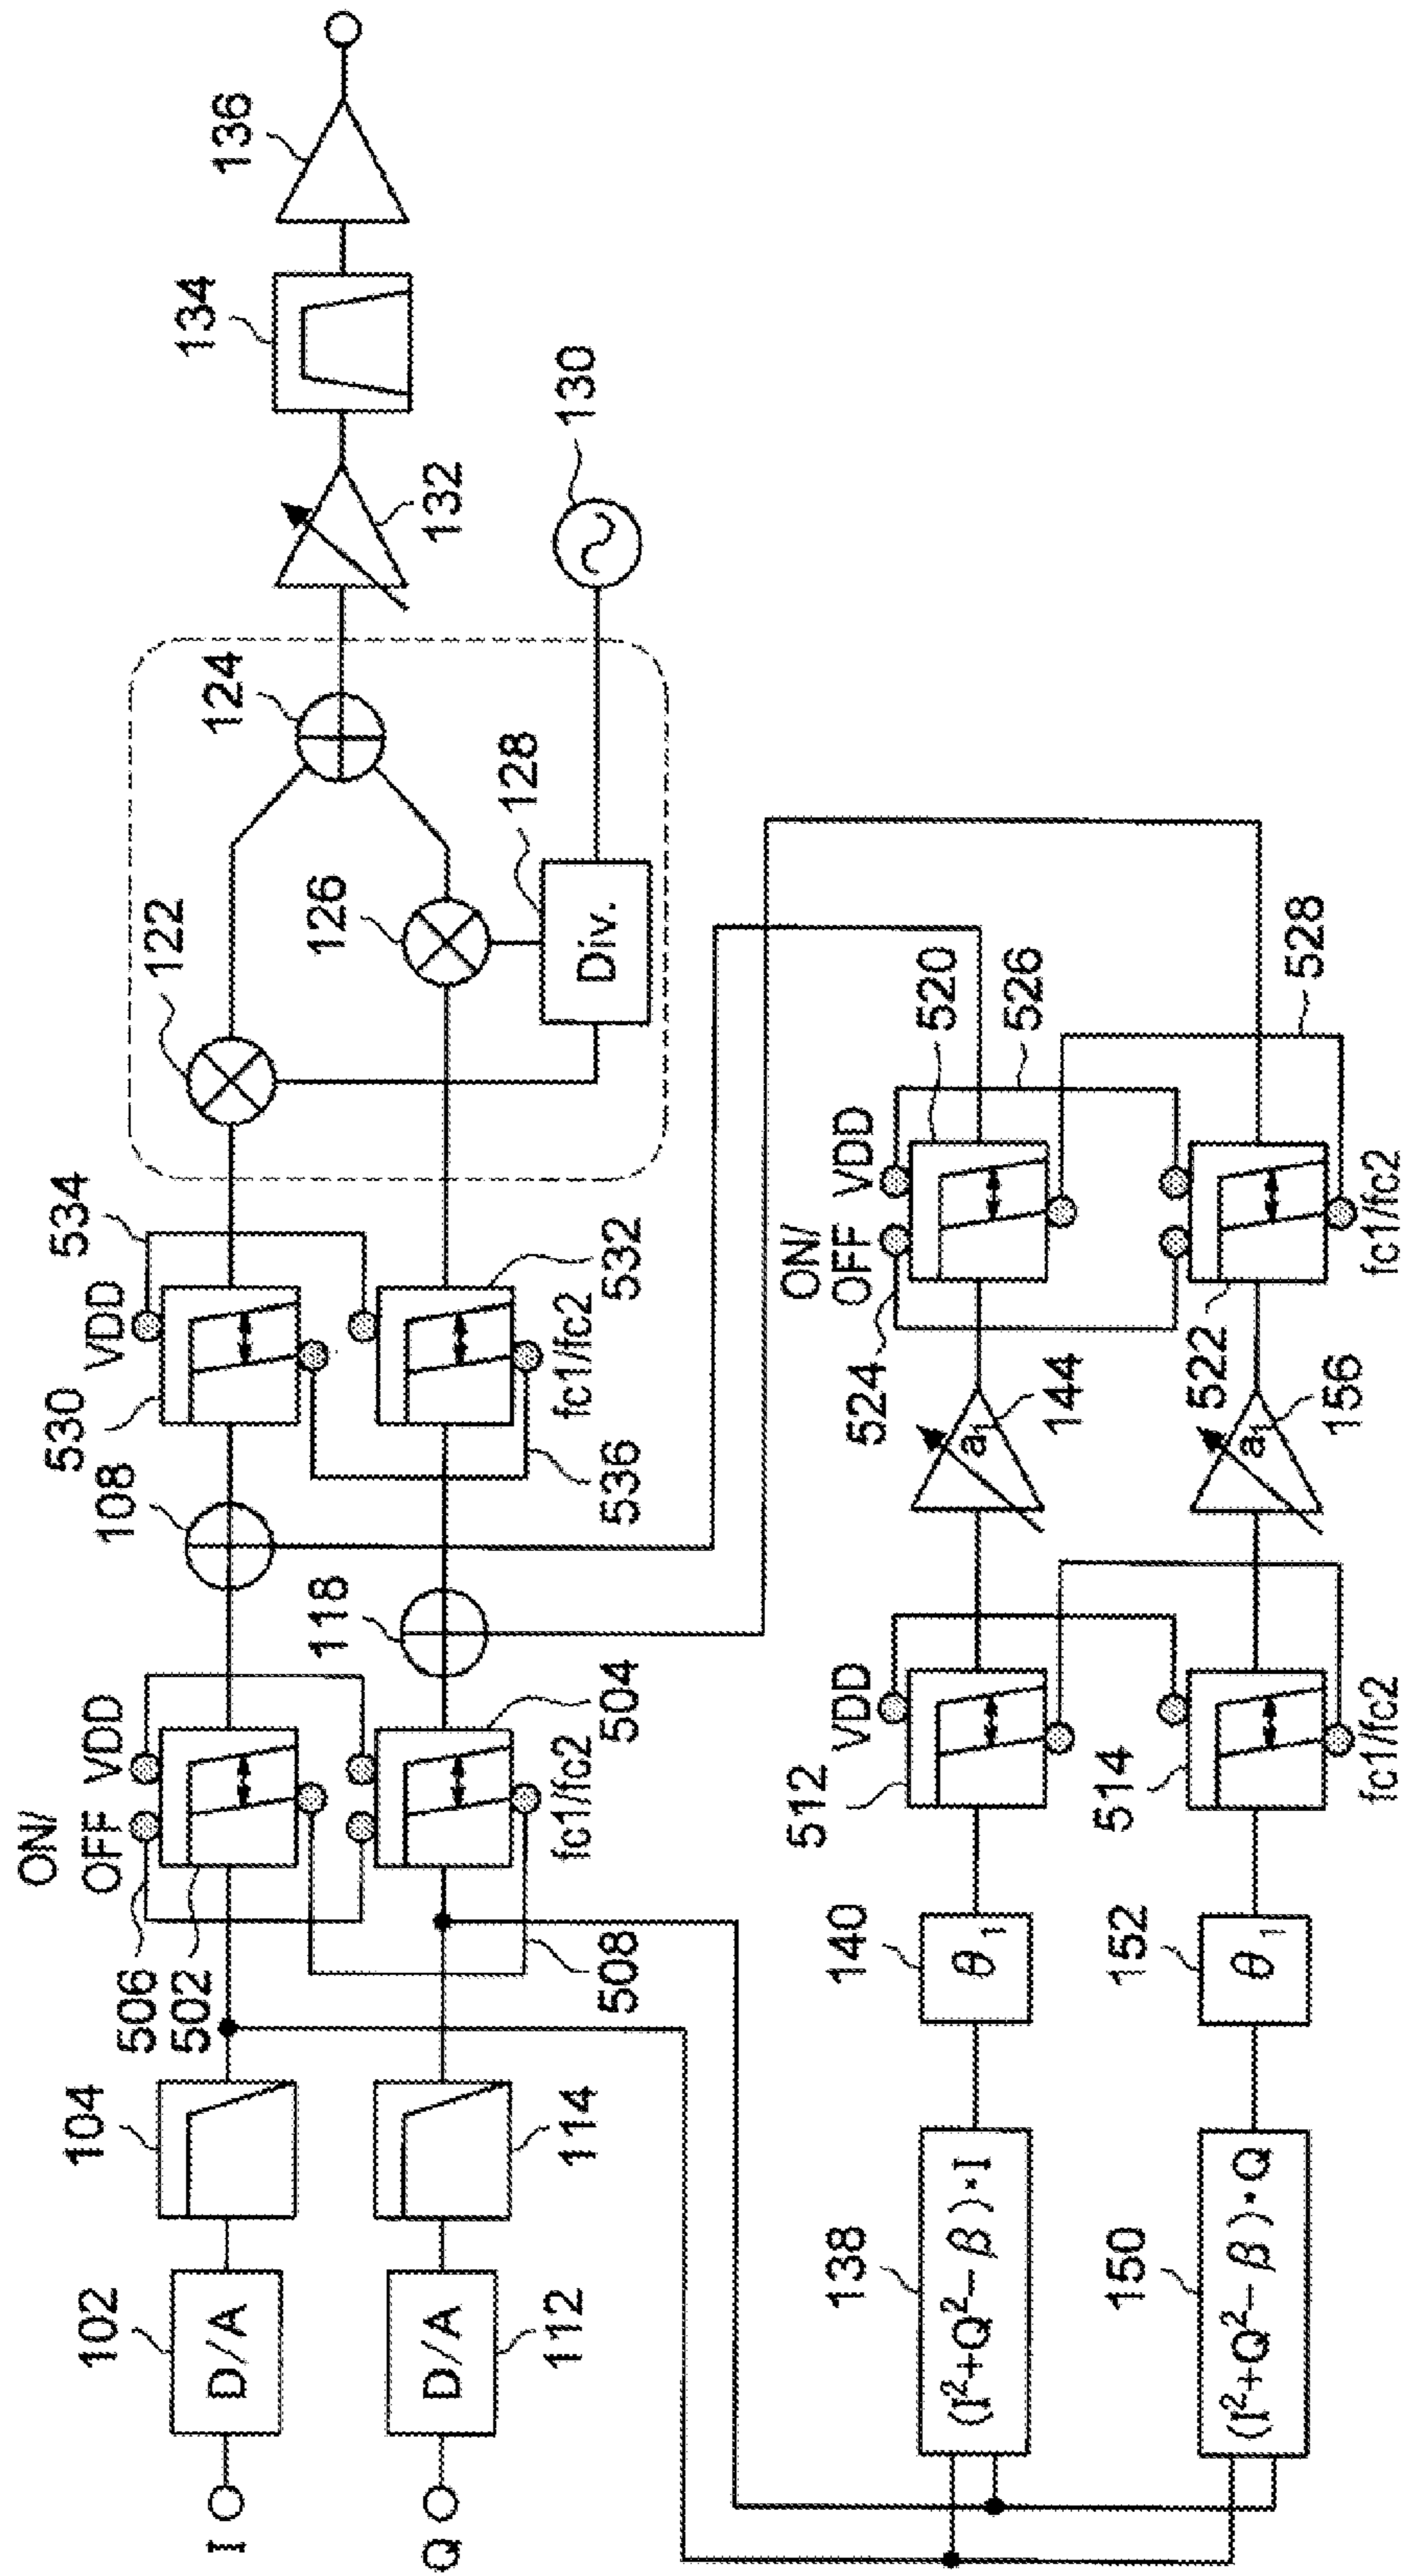 I
102
D/A
104
506
502
ON/
OFF
VDD
108
530
VDD
534
122
124
132
134
136
Q
112
D/A
114
508
504
fc1/fc2
118
536
532
fc1/fc2
126
128
Div.
130
138
(I²+Q²−β)•I
140
θ₁
512
VDD
a₁
144
524
ON/
OFF
VDD
520
526
150
(I²+Q²−β)•Q
152
θ₁
514
fc1/fc2
a₁
156
522
fc1/fc2
528